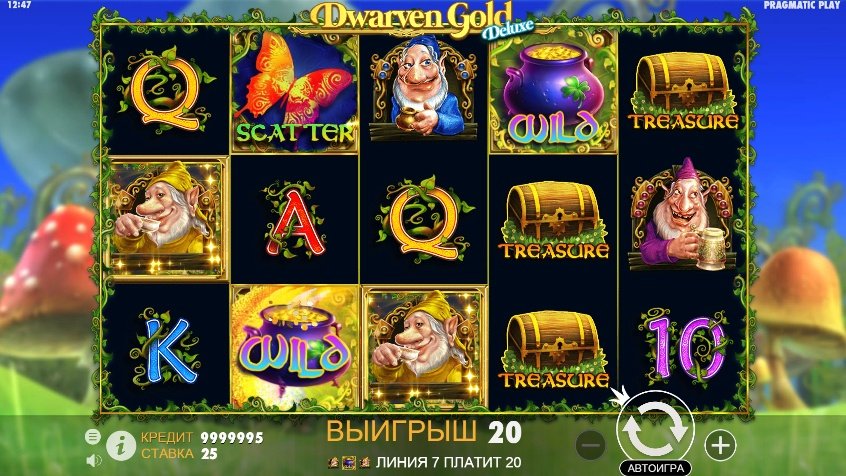 12:47
Dwarven Gold
Deluxe
PRAGMATIC PLAY
Q
SCATTER
WILD
TREASURE
A
Q
TREASURE
K
WILD
TREASURE
10
КРЕДИТ 9999995
СТАВКА 25
ВЫИГРЫШ 20
ЛИНИЯ 7 ПЛАТИТ 20
АВТОИГРА